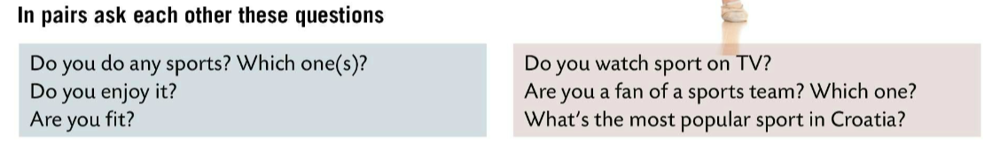 In pairs ask each other these questions
Do you do any sports? Which one(s)?
Do you enjoy it?
Are you fit?
Do you watch sport on TV?
Are you a fan of a sports team? Which one?
What's the most popular sport in Croatia?